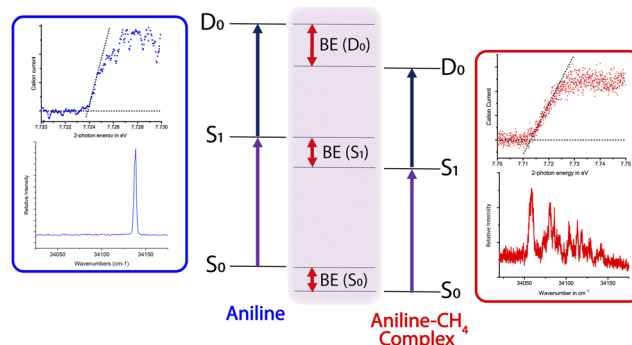 Cation current
7.720 7.722 7.724 7.726 7.728 7.730
2-photon energy in eV
Relative Intensity
34050 34100 34150
Wavenumbers (cm-1)
D₀
S₁
S₀
Aniline
BE (D₀)
BE (S₁)
BE (S₀)
D₀
S₁
S₀
Aniline-CH₄
Complex
Cation Current
7.70 7.71 7.72 7.73 7.74 7.75
2-photon energy in eV
Relative Intensity
34050 34100 34150
Wavenumber in cm⁻¹